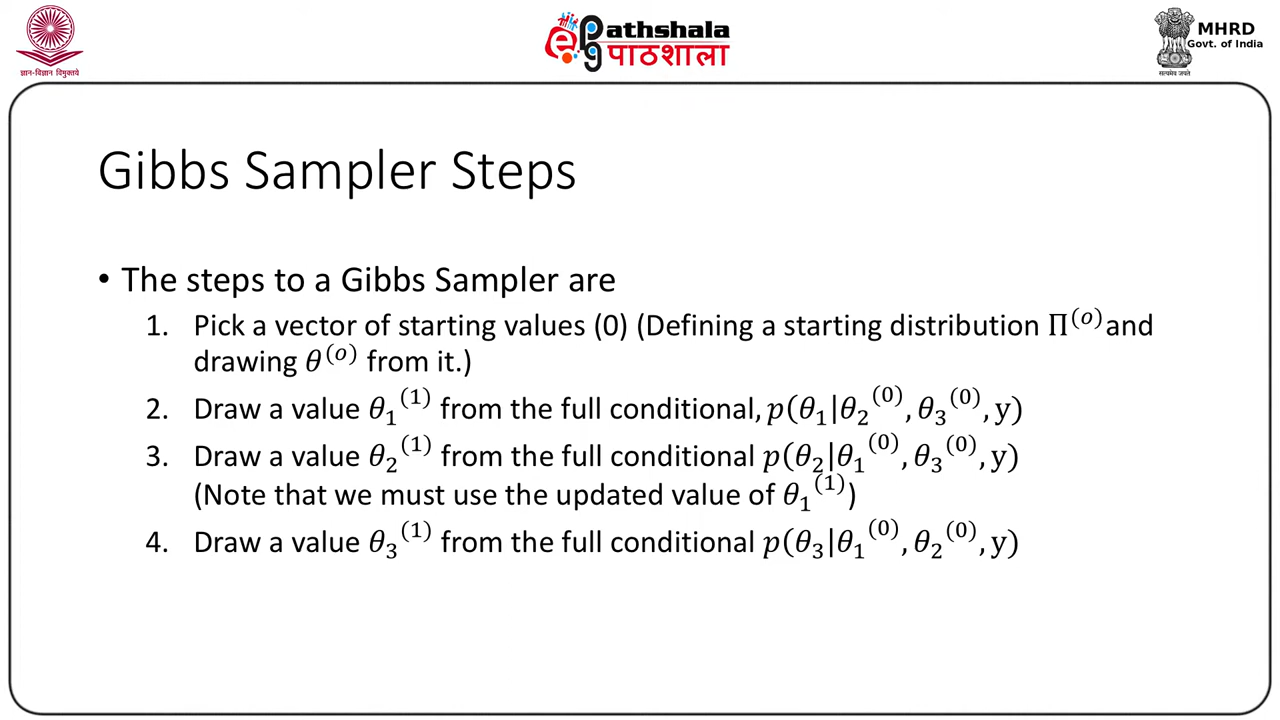 ज्ञान-विज्ञान विमुक्तये
ePathshala
पाठशाला
MHRD
Govt. of India
सत्यमेव जयते
Gibbs Sampler Steps
• The steps to a Gibbs Sampler are
1. Pick a vector of starting values (0) (Defining a starting distribution Π^(o) and
drawing θ^(o) from it.)
2. Draw a value θ₁^(1) from the full conditional, p(θ₁|θ₂^(0), θ₃^(0), y)
3. Draw a value θ₂^(1) from the full conditional p(θ₂|θ₁^(0), θ₃^(0), y)
(Note that we must use the updated value of θ₁^(1))
4. Draw a value θ₃^(1) from the full conditional p(θ₃|θ₁^(0), θ₂^(0), y)